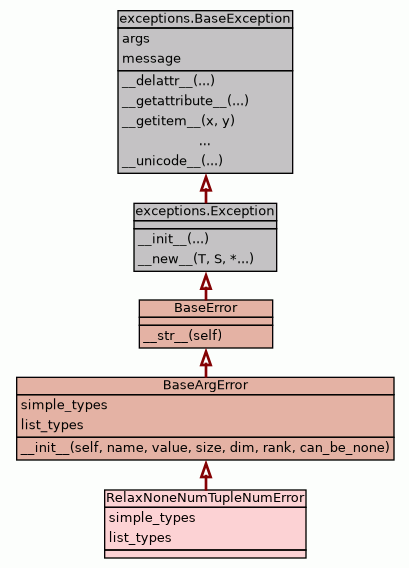 exceptions.BaseException
args
message
__delattr__(...)
__getattribute__(...)
__getitem__(x, y)
...
__unicode__(...)
exceptions.Exception
__init__(...)
__new__(T, S, *...)
BaseError
__str__(self)
BaseArgError
simple_types
list_types
__init__(self, name, value, size, dim, rank, can_be_none)
RelaxNoneNumTupleNumError
simple_types
list_types